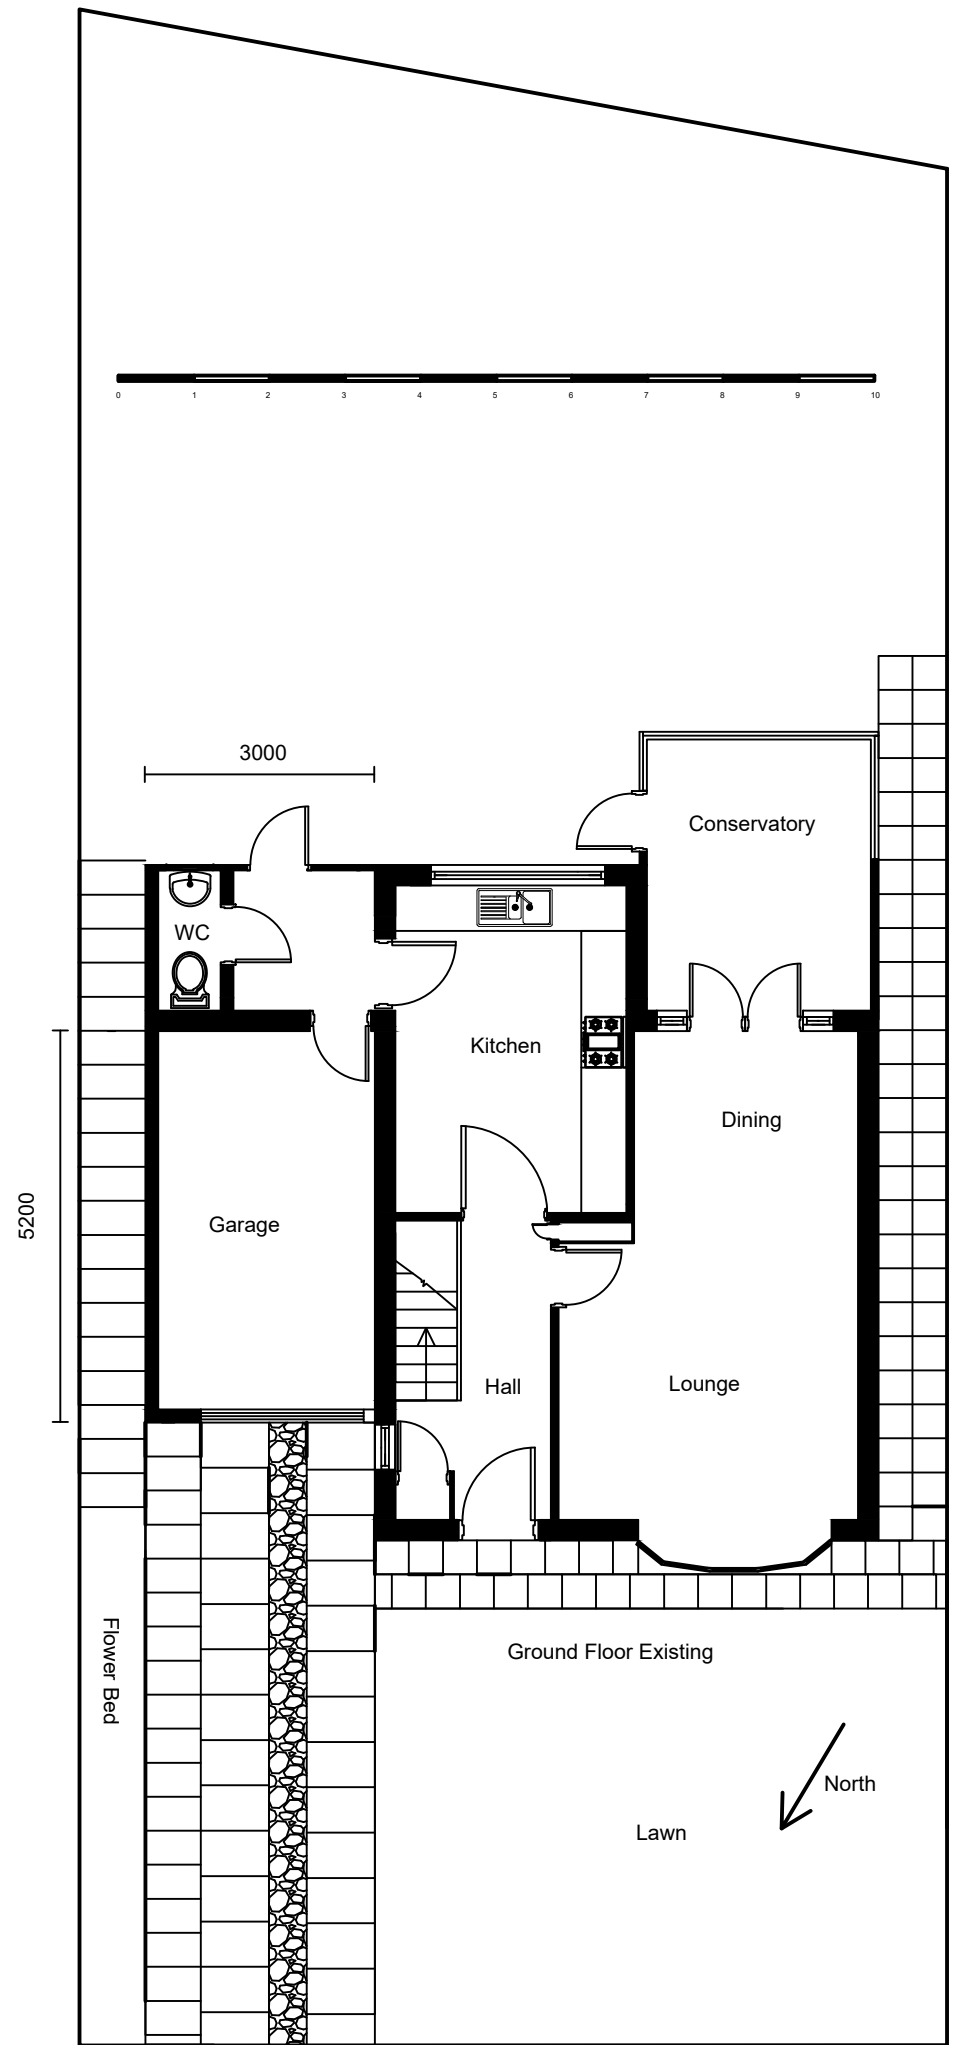 0 1 2 3 4 5 6 7 8 9 10
3000
Conservatory
WC
Kitchen
Dining
5200
Garage
Hall
Lounge
Flower Bed
Ground Floor Existing
North
Lawn